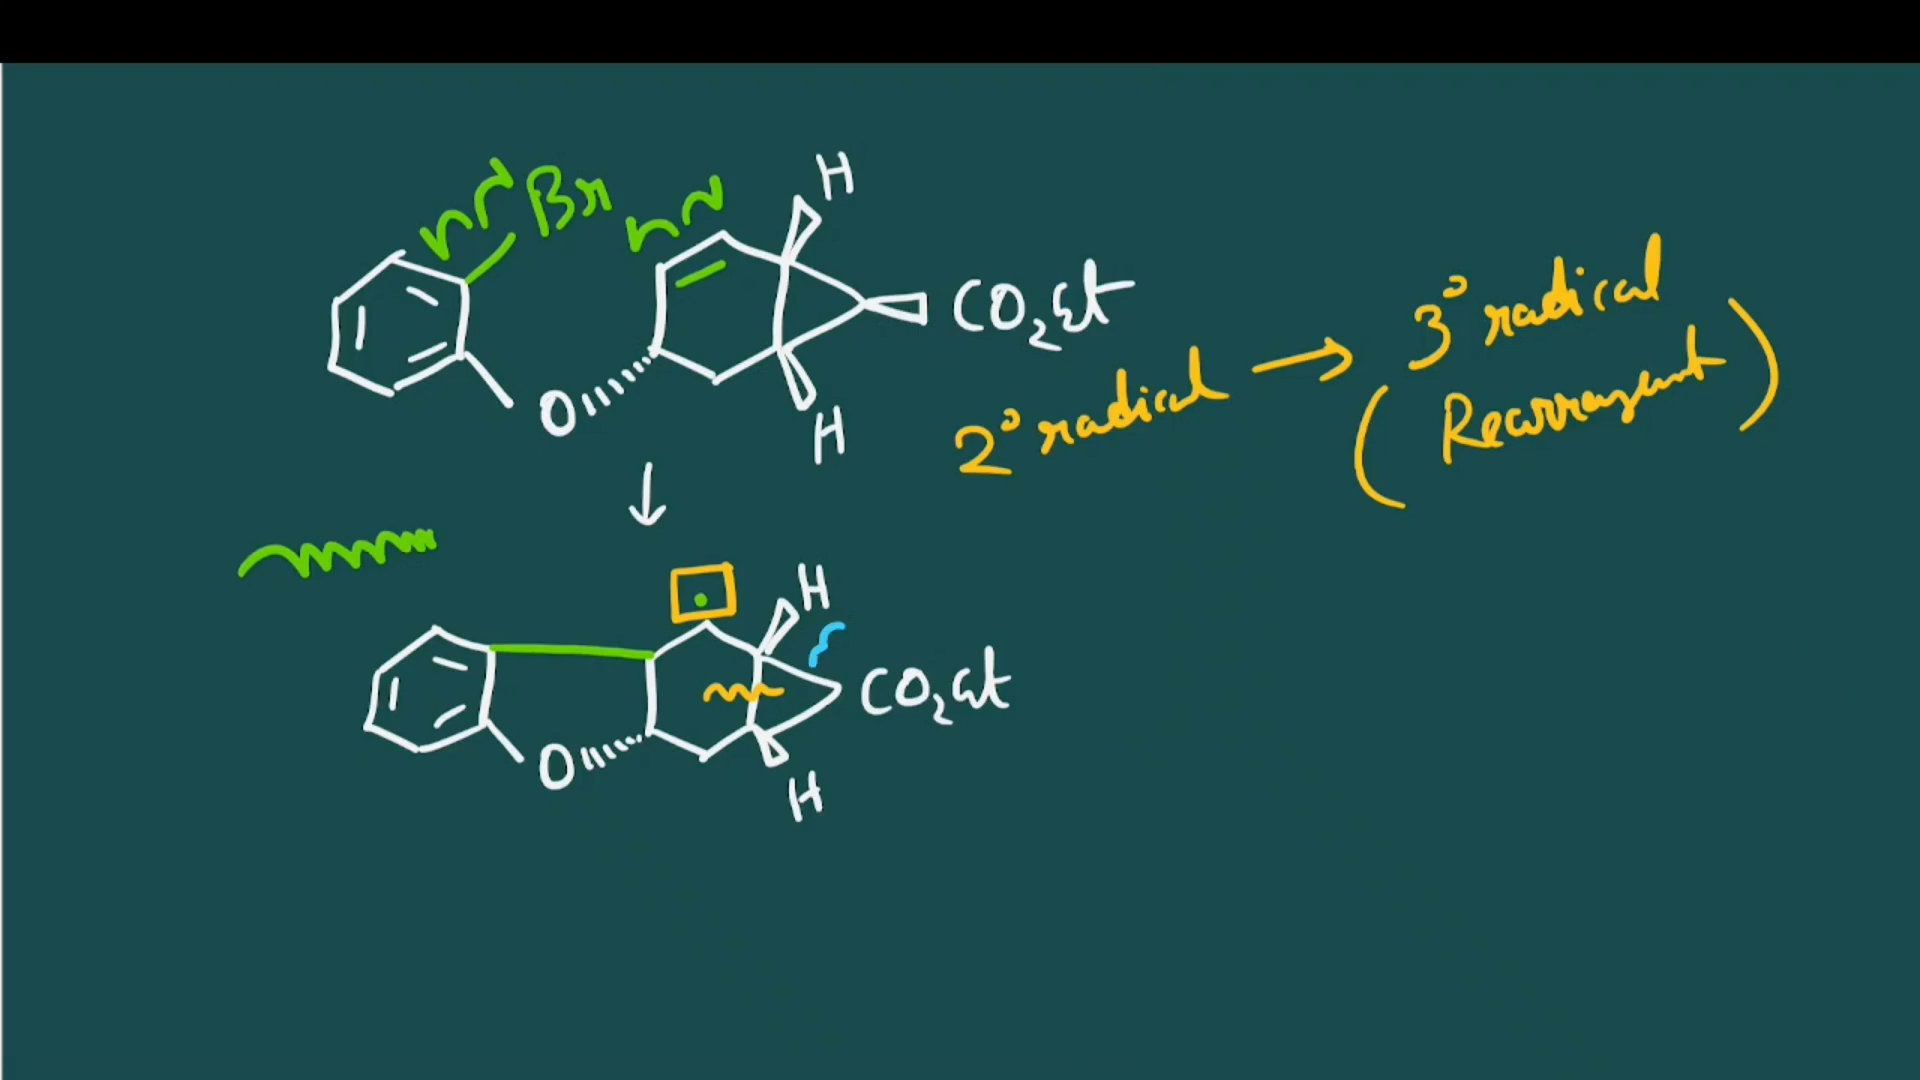 H
Br
CO₂Et
3° radical
O
H
2° radical →
(Rearrangement)
↓
H
CO₂Et
O
H